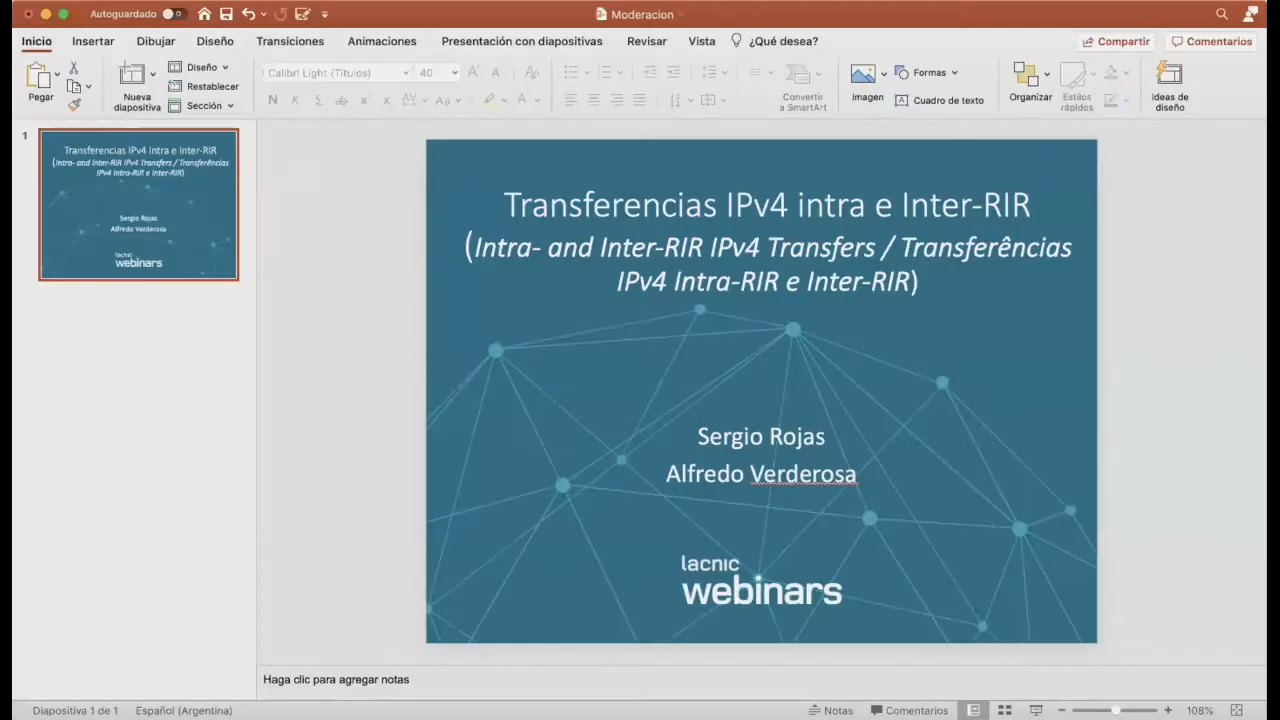 Autoguardado
Moderacion
Inicio Insertar Dibujar Diseño Transiciones Animaciones Presentación con diapositivas Revisar Vista ¿Qué desea? Compartir Comentarios
Pegar
Nueva diapositiva
Diseño
Restablecer
Sección
Calibri Light (Títulos) 40
N K S ab x² x₂ AV Aa A
Convertir a SmartArt
Imagen
Formas
Cuadro de texto
Organizar
Estilos rápidos
Ideas de diseño
1
Transferencias IPv4 intra e Inter-RIR
(Intra- and Inter-RIR IPv4 Transfers / Transferências
IPv4 Intra-RIR e Inter-RIR)
Sergio Rojas
Alfredo Verderosa
lacnic
webinars
Transferencias IPv4 intra e Inter-RIR
(Intra- and Inter-RIR IPv4 Transfers / Transferências
IPv4 Intra-RIR e Inter-RIR)
Sergio Rojas
Alfredo Verderosa
lacnic
webinars
Haga clic para agregar notas
Diapositiva 1 de 1 Español (Argentina) Notas Comentarios 108%